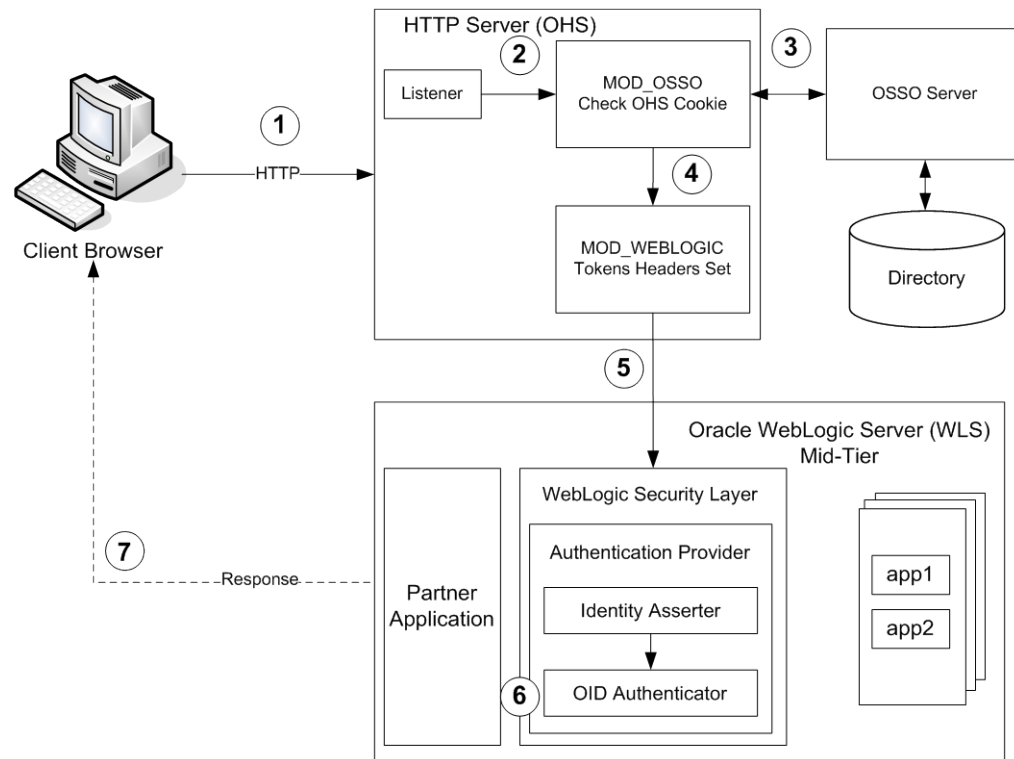 HTTP Server (OHS)
2
3
Listener
MOD_OSSO
Check OHS Cookie
OSSO Server
1
HTTP
4
Client Browser
MOD_WEBLOGIC
Tokens Headers Set
Directory
5
Oracle WebLogic Server (WLS)
Mid-Tier
WebLogic Security Layer
Authentication Provider
7
Response
Partner
Application
Identity Asserter
app1
app2
6
OID Authenticator